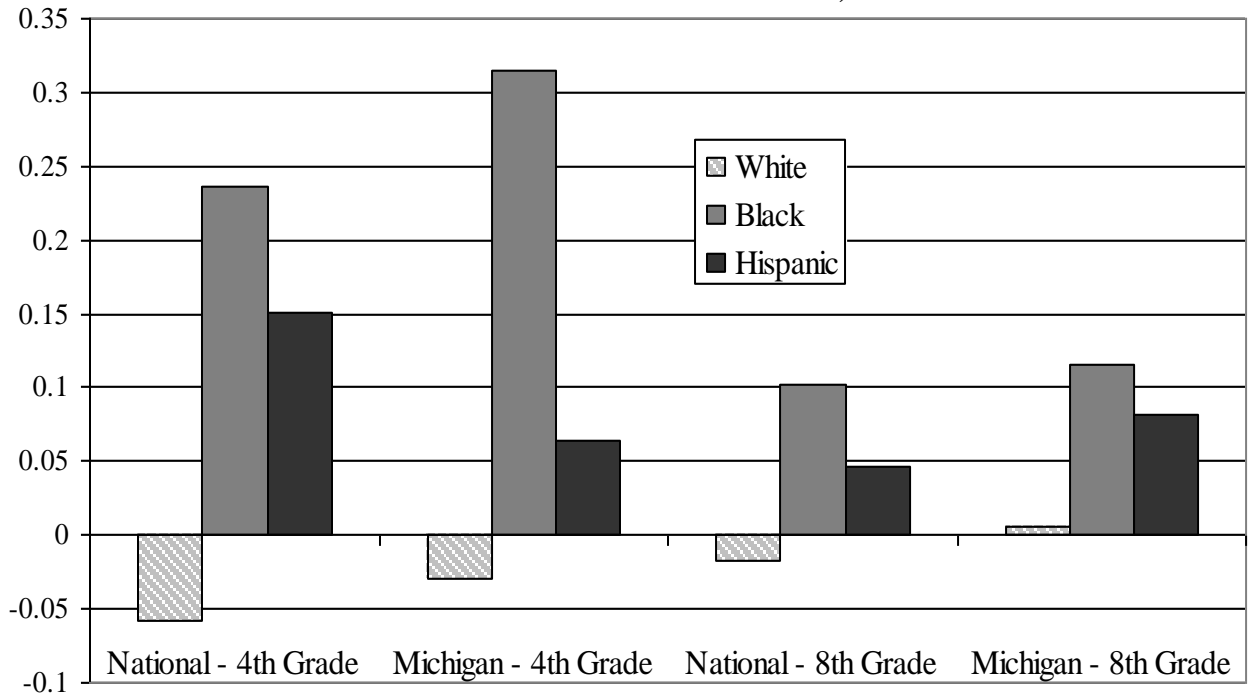 0.35
0.3
0.25
0.2
0.15
0.1
0.05
0
-0.05
-0.1
White
Black
Hispanic
National - 4th Grade
Michigan - 4th Grade
National - 8th Grade
Michigan - 8th Grade